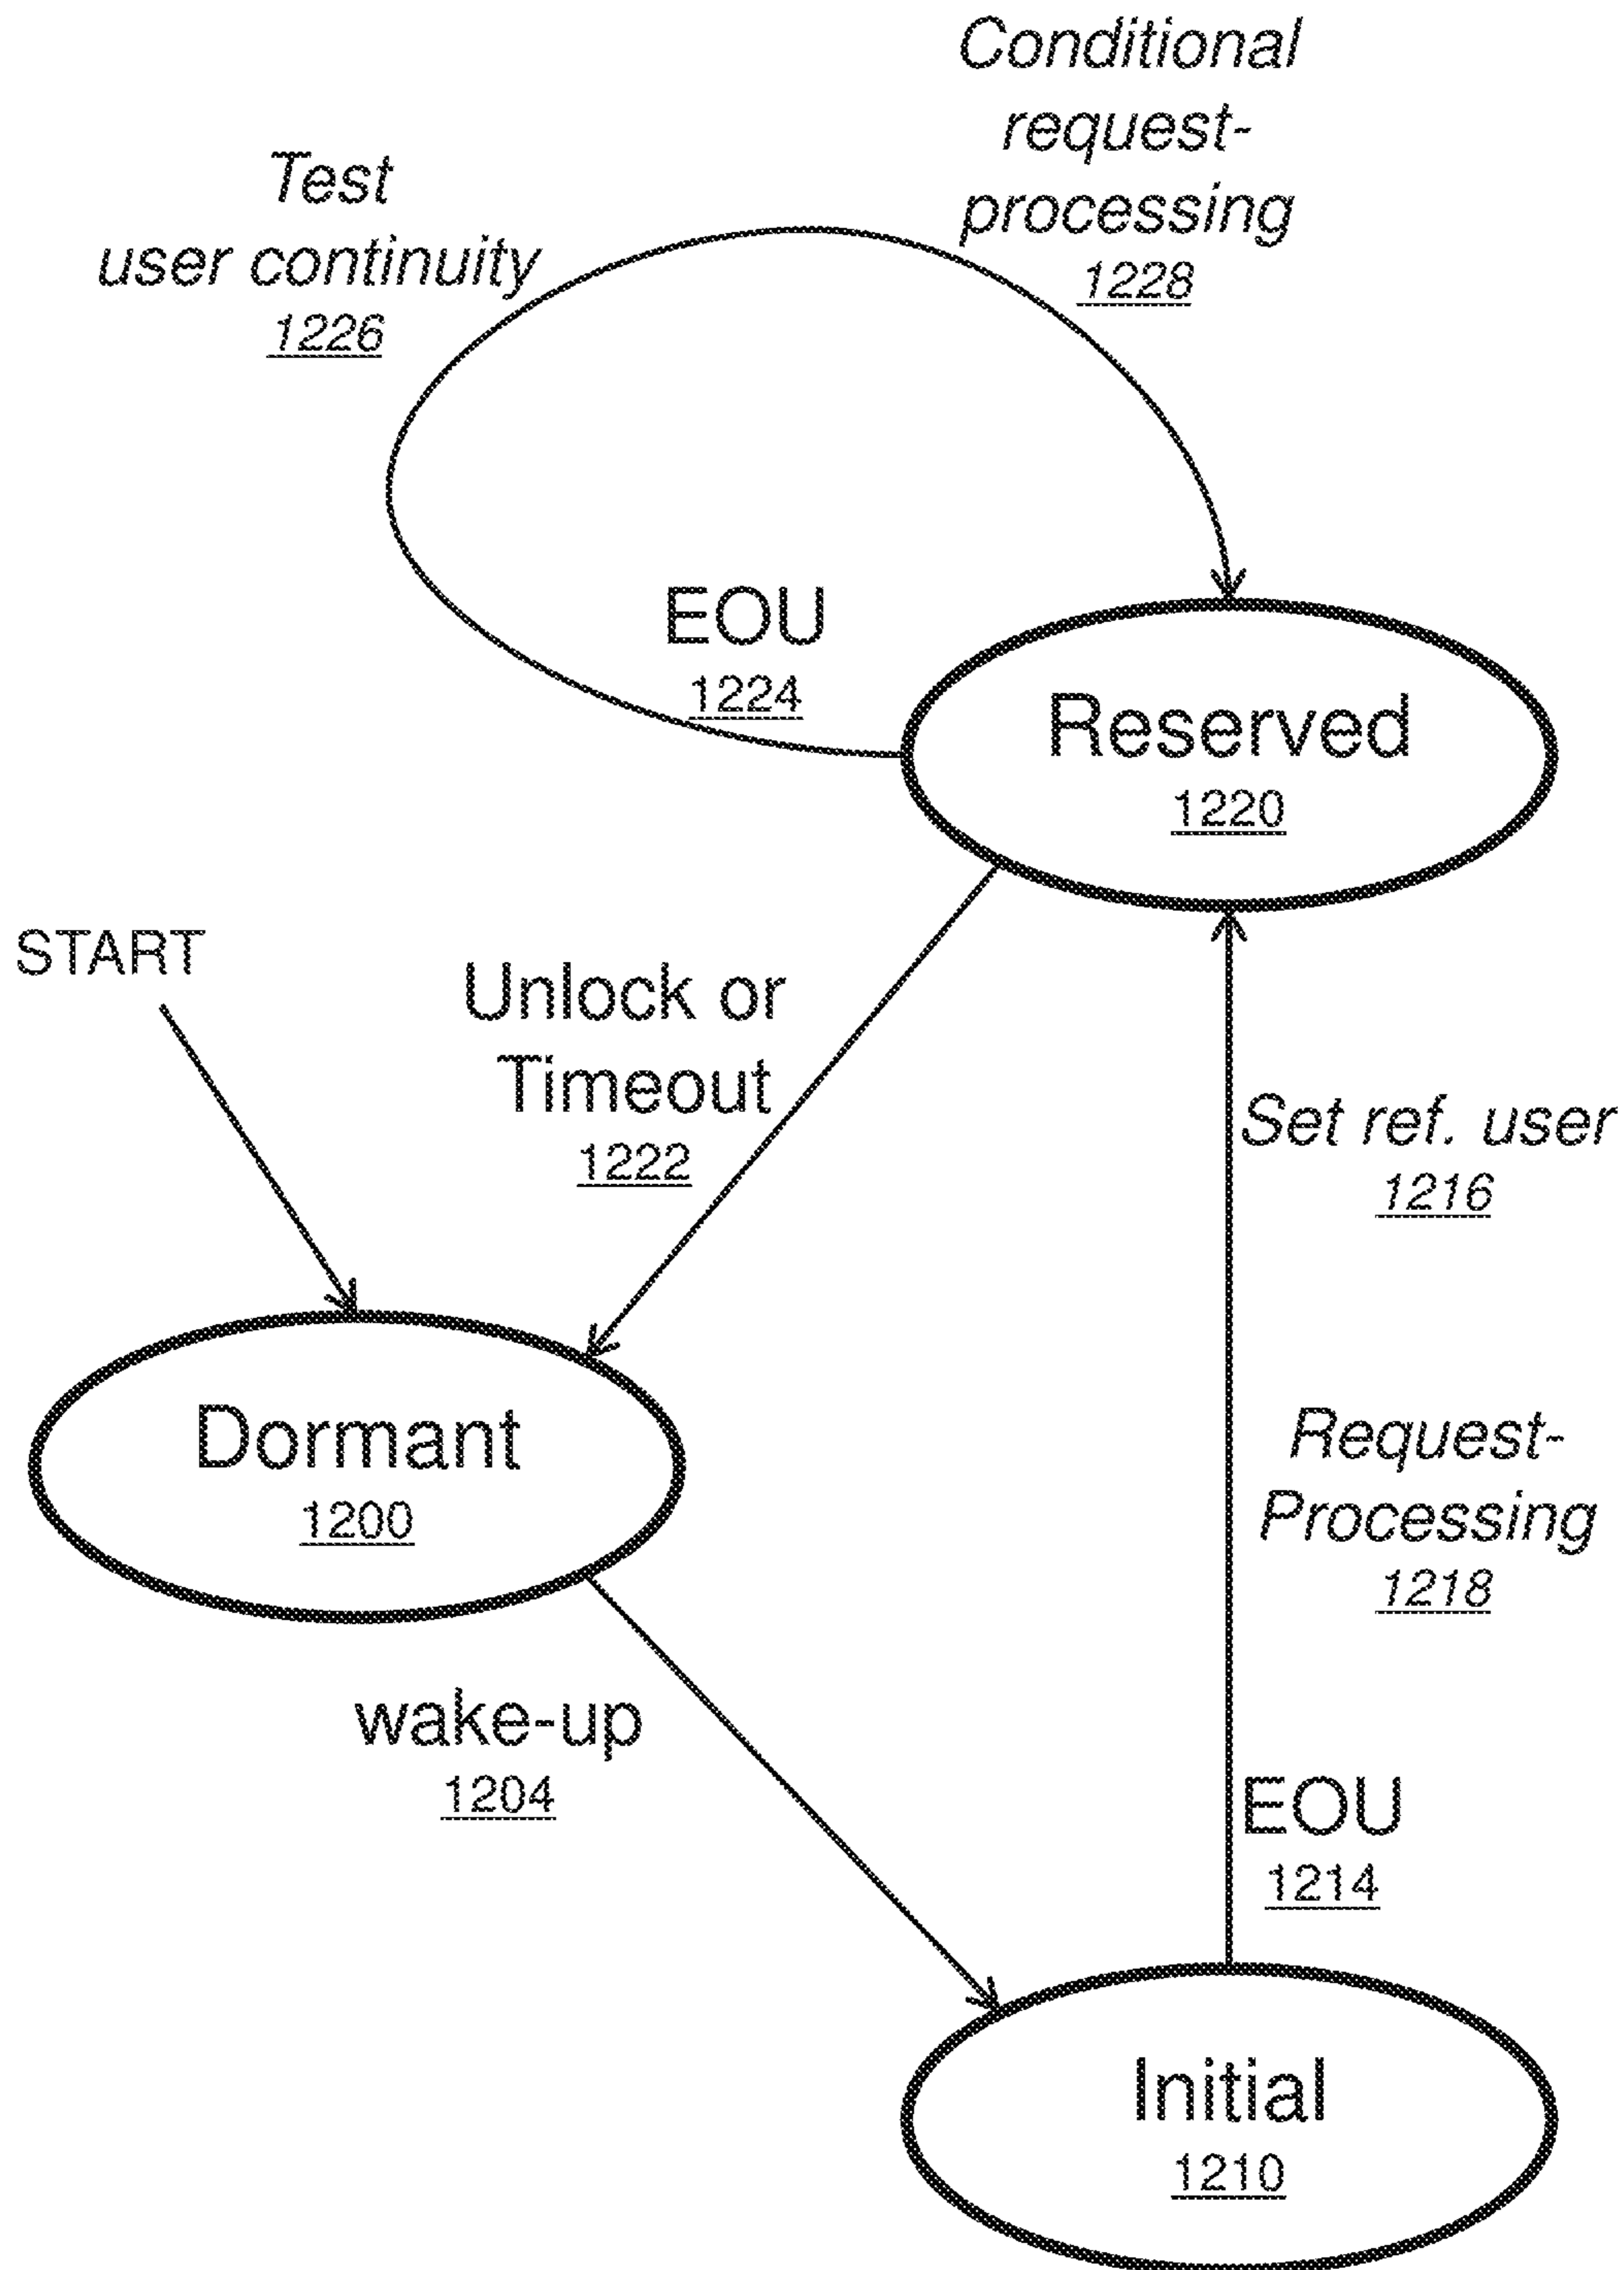 Conditional
request-
processing
1228
Test
user continuity
1226
EOU
1224
Reserved
1220
START
Unlock or
Timeout
1222
Set ref. user
1216
Dormant
1200
Request-
Processing
1218
wake-up
1204
EOU
1214
Initial
1210